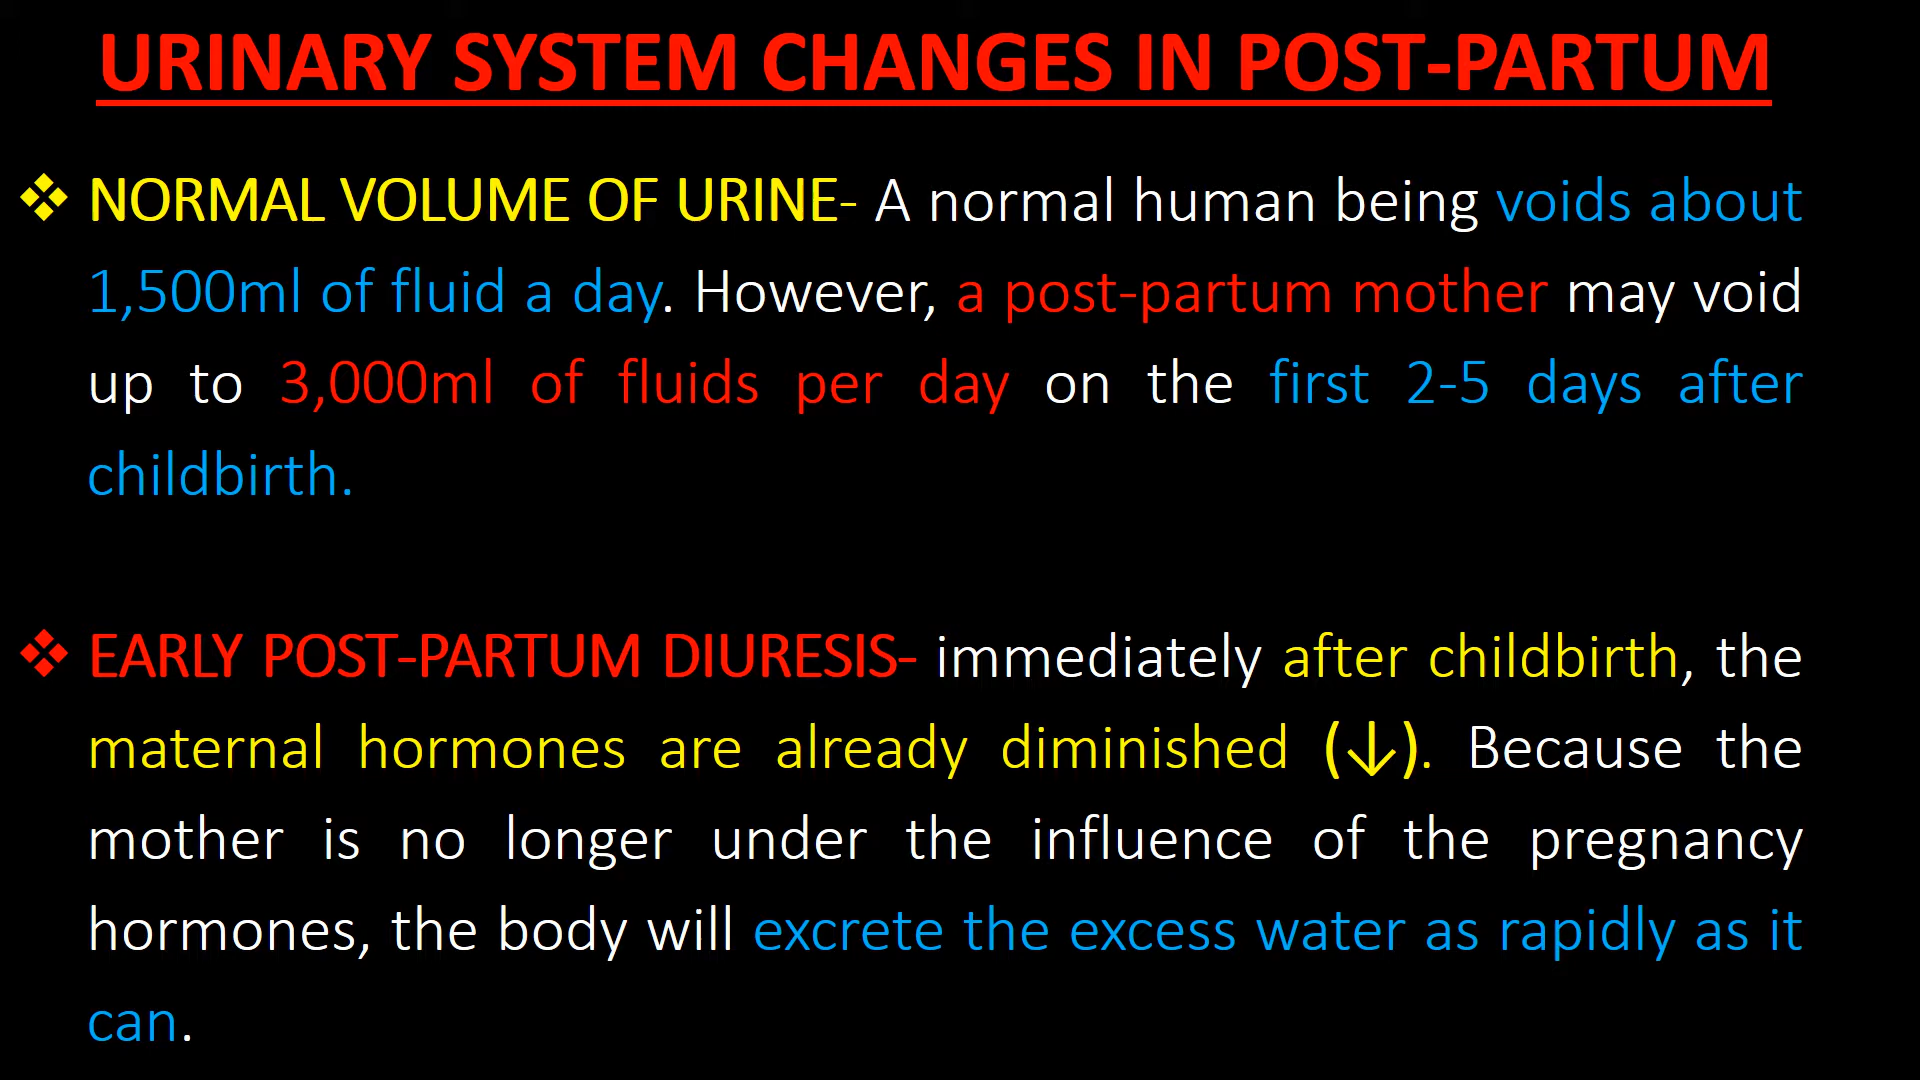 URINARY SYSTEM CHANGES IN POST-PARTUM
❖ NORMAL VOLUME OF URINE- A normal human being voids about
1,500ml of fluid a day. However, a post-partum mother may void
up to 3,000ml of fluids per day on the first 2-5 days after
childbirth.
❖ EARLY POST-PARTUM DIURESIS- immediately after childbirth, the
maternal hormones are already diminished (↓). Because the
mother is no longer under the influence of the pregnancy
hormones, the body will excrete the excess water as rapidly as it
can.